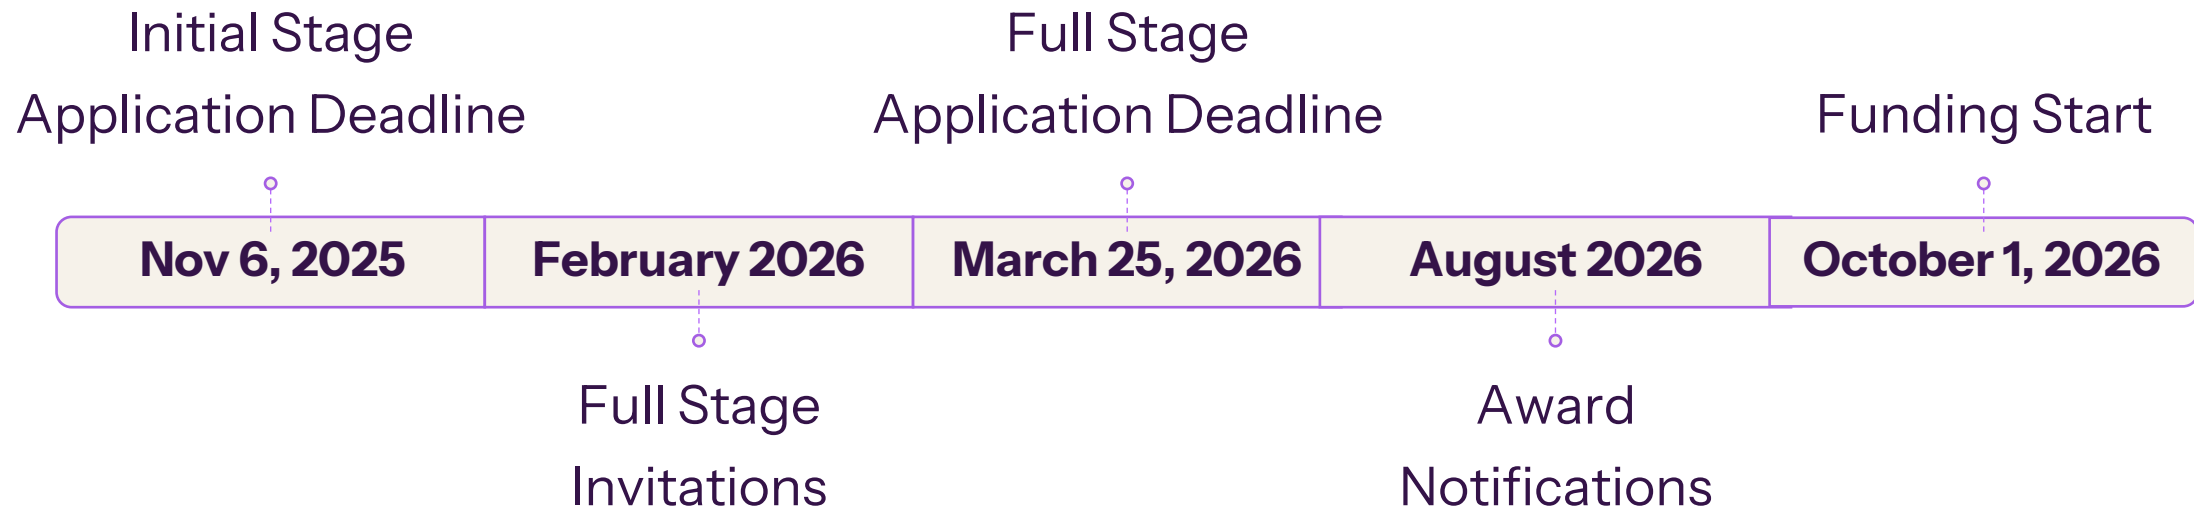 Initial Stage
Application Deadline
Full Stage
Application Deadline
Funding Start
Nov 6, 2025
February 2026
March 25, 2026
August 2026
October 1, 2026
Full Stage
Invitations
Award
Notifications